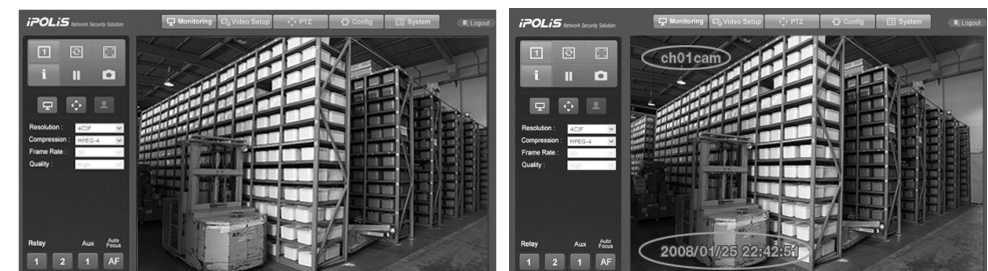 iPOLiS Network Security Solution
Monitoring Video Setup PTZ Config System Logout
1
i
Resolution : 4CIF
Compression : MPEG-4
Frame Rate :
Quality : High
Relay Aux Auto Focus
1 2 1 AF
iPOLiS Network Security Solution
Monitoring Video Setup PTZ Config System Logout
1
i
ch01cam
Resolution : 4CIF
Compression : MPEG-4
Frame Rate :
Quality :
Relay Aux Auto Focus
1 2 1 AF
2008/01/25 22:42:51